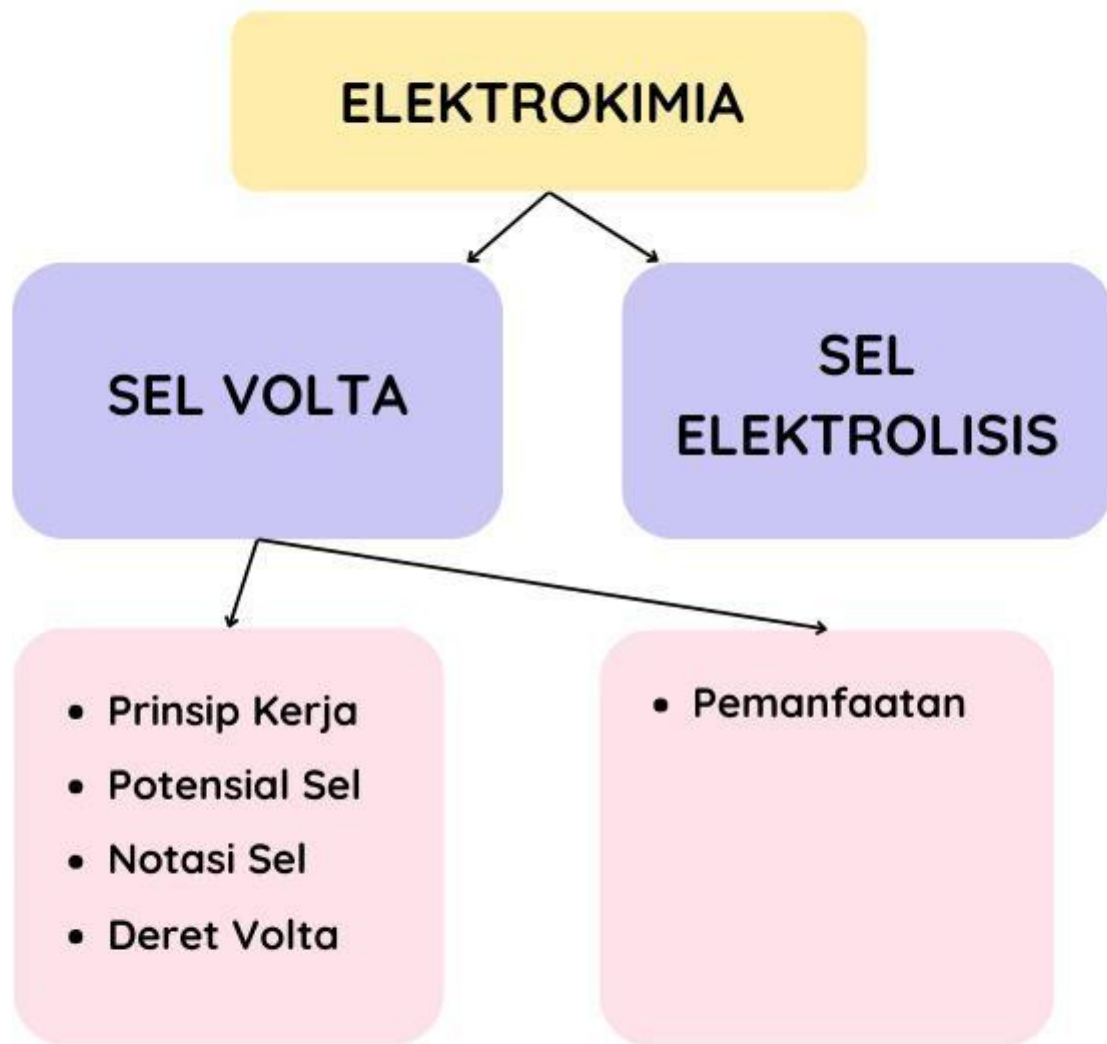 ELEKTROKIMIA
SEL VOLTA
SEL
ELEKTROLISIS
• Prinsip Kerja
• Potensial Sel
• Notasi Sel
• Deret Volta
• Pemanfaatan